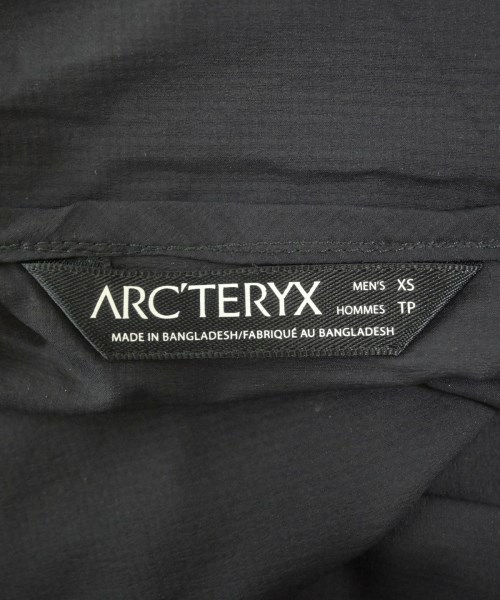 ARC'TERYX MEN'S XS
HOMMES TP
MADE IN BANGLADESH/FABRIQUÉ AU BANGLADESH